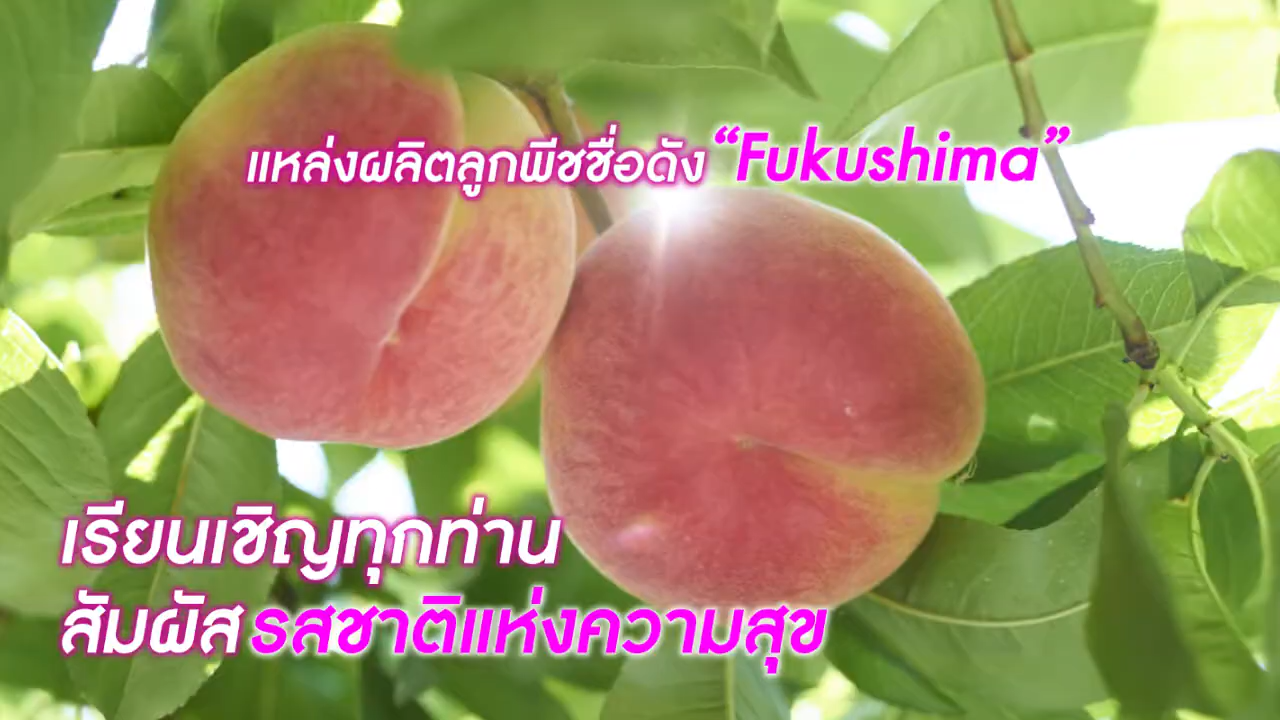 แหล่งผลิตลูกพีชชื่อดัง “Fukushima”
เรียนเชิญทุกท่าน
สัมผัส รสชาติแห่งความสุข